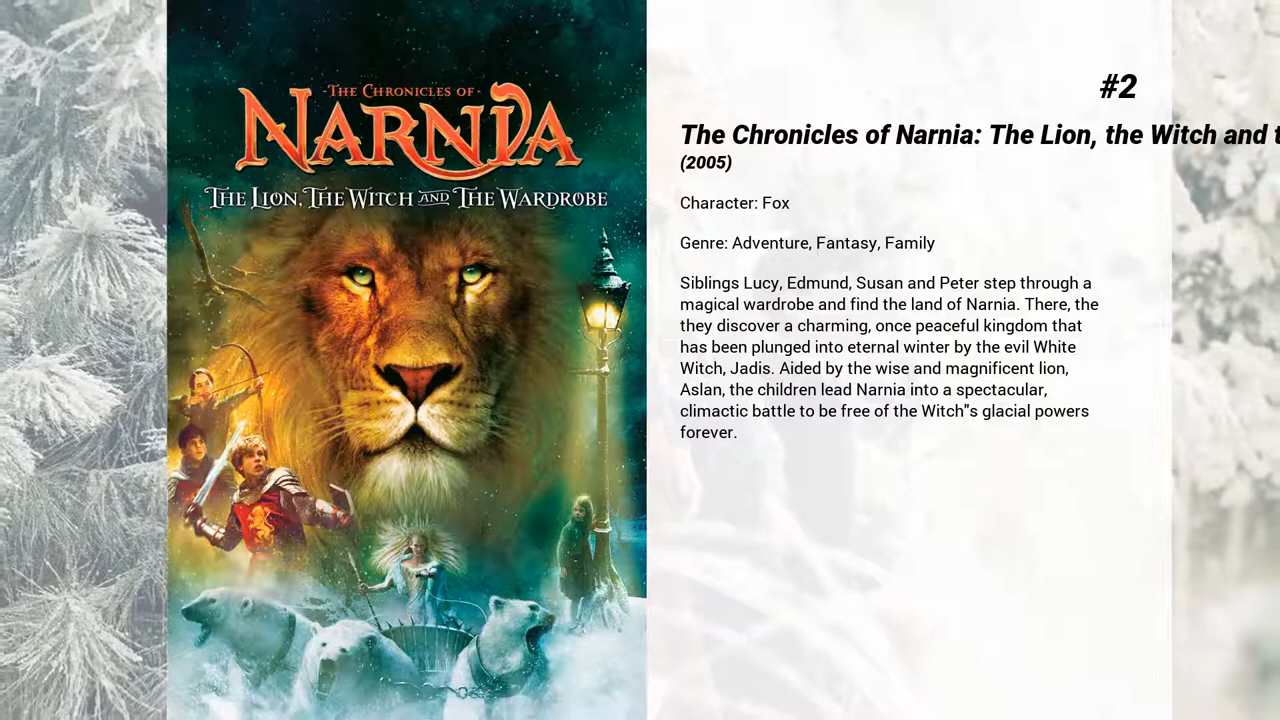 -THE CHRONICLES OF-
NARNIA
THE LION, THE WITCH AND THE WARDROBE
#2
The Chronicles of Narnia: The Lion, the Witch and t
(2005)
Character: Fox
Genre: Adventure, Fantasy, Family
Siblings Lucy, Edmund, Susan and Peter step through a
magical wardrobe and find the land of Narnia. There, the
they discover a charming, once peaceful kingdom that
has been plunged into eternal winter by the evil White
Witch, Jadis. Aided by the wise and magnificent lion,
Aslan, the children lead Narnia into a spectacular,
climactic battle to be free of the Witch"s glacial powers
forever.